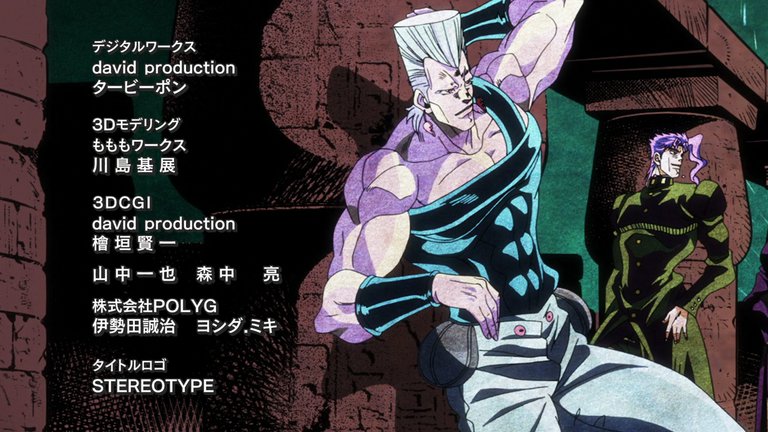 デジタルワークス
david production
タービーポン
3Dモデリング
もももワークス
川島基展
3DCGI
david production
檜垣賢一
山中一也 森中 亮
株式会社POLYG
伊勢田誠治 ヨシダ.ミキ
タイトルロゴ
STEREOTYPE